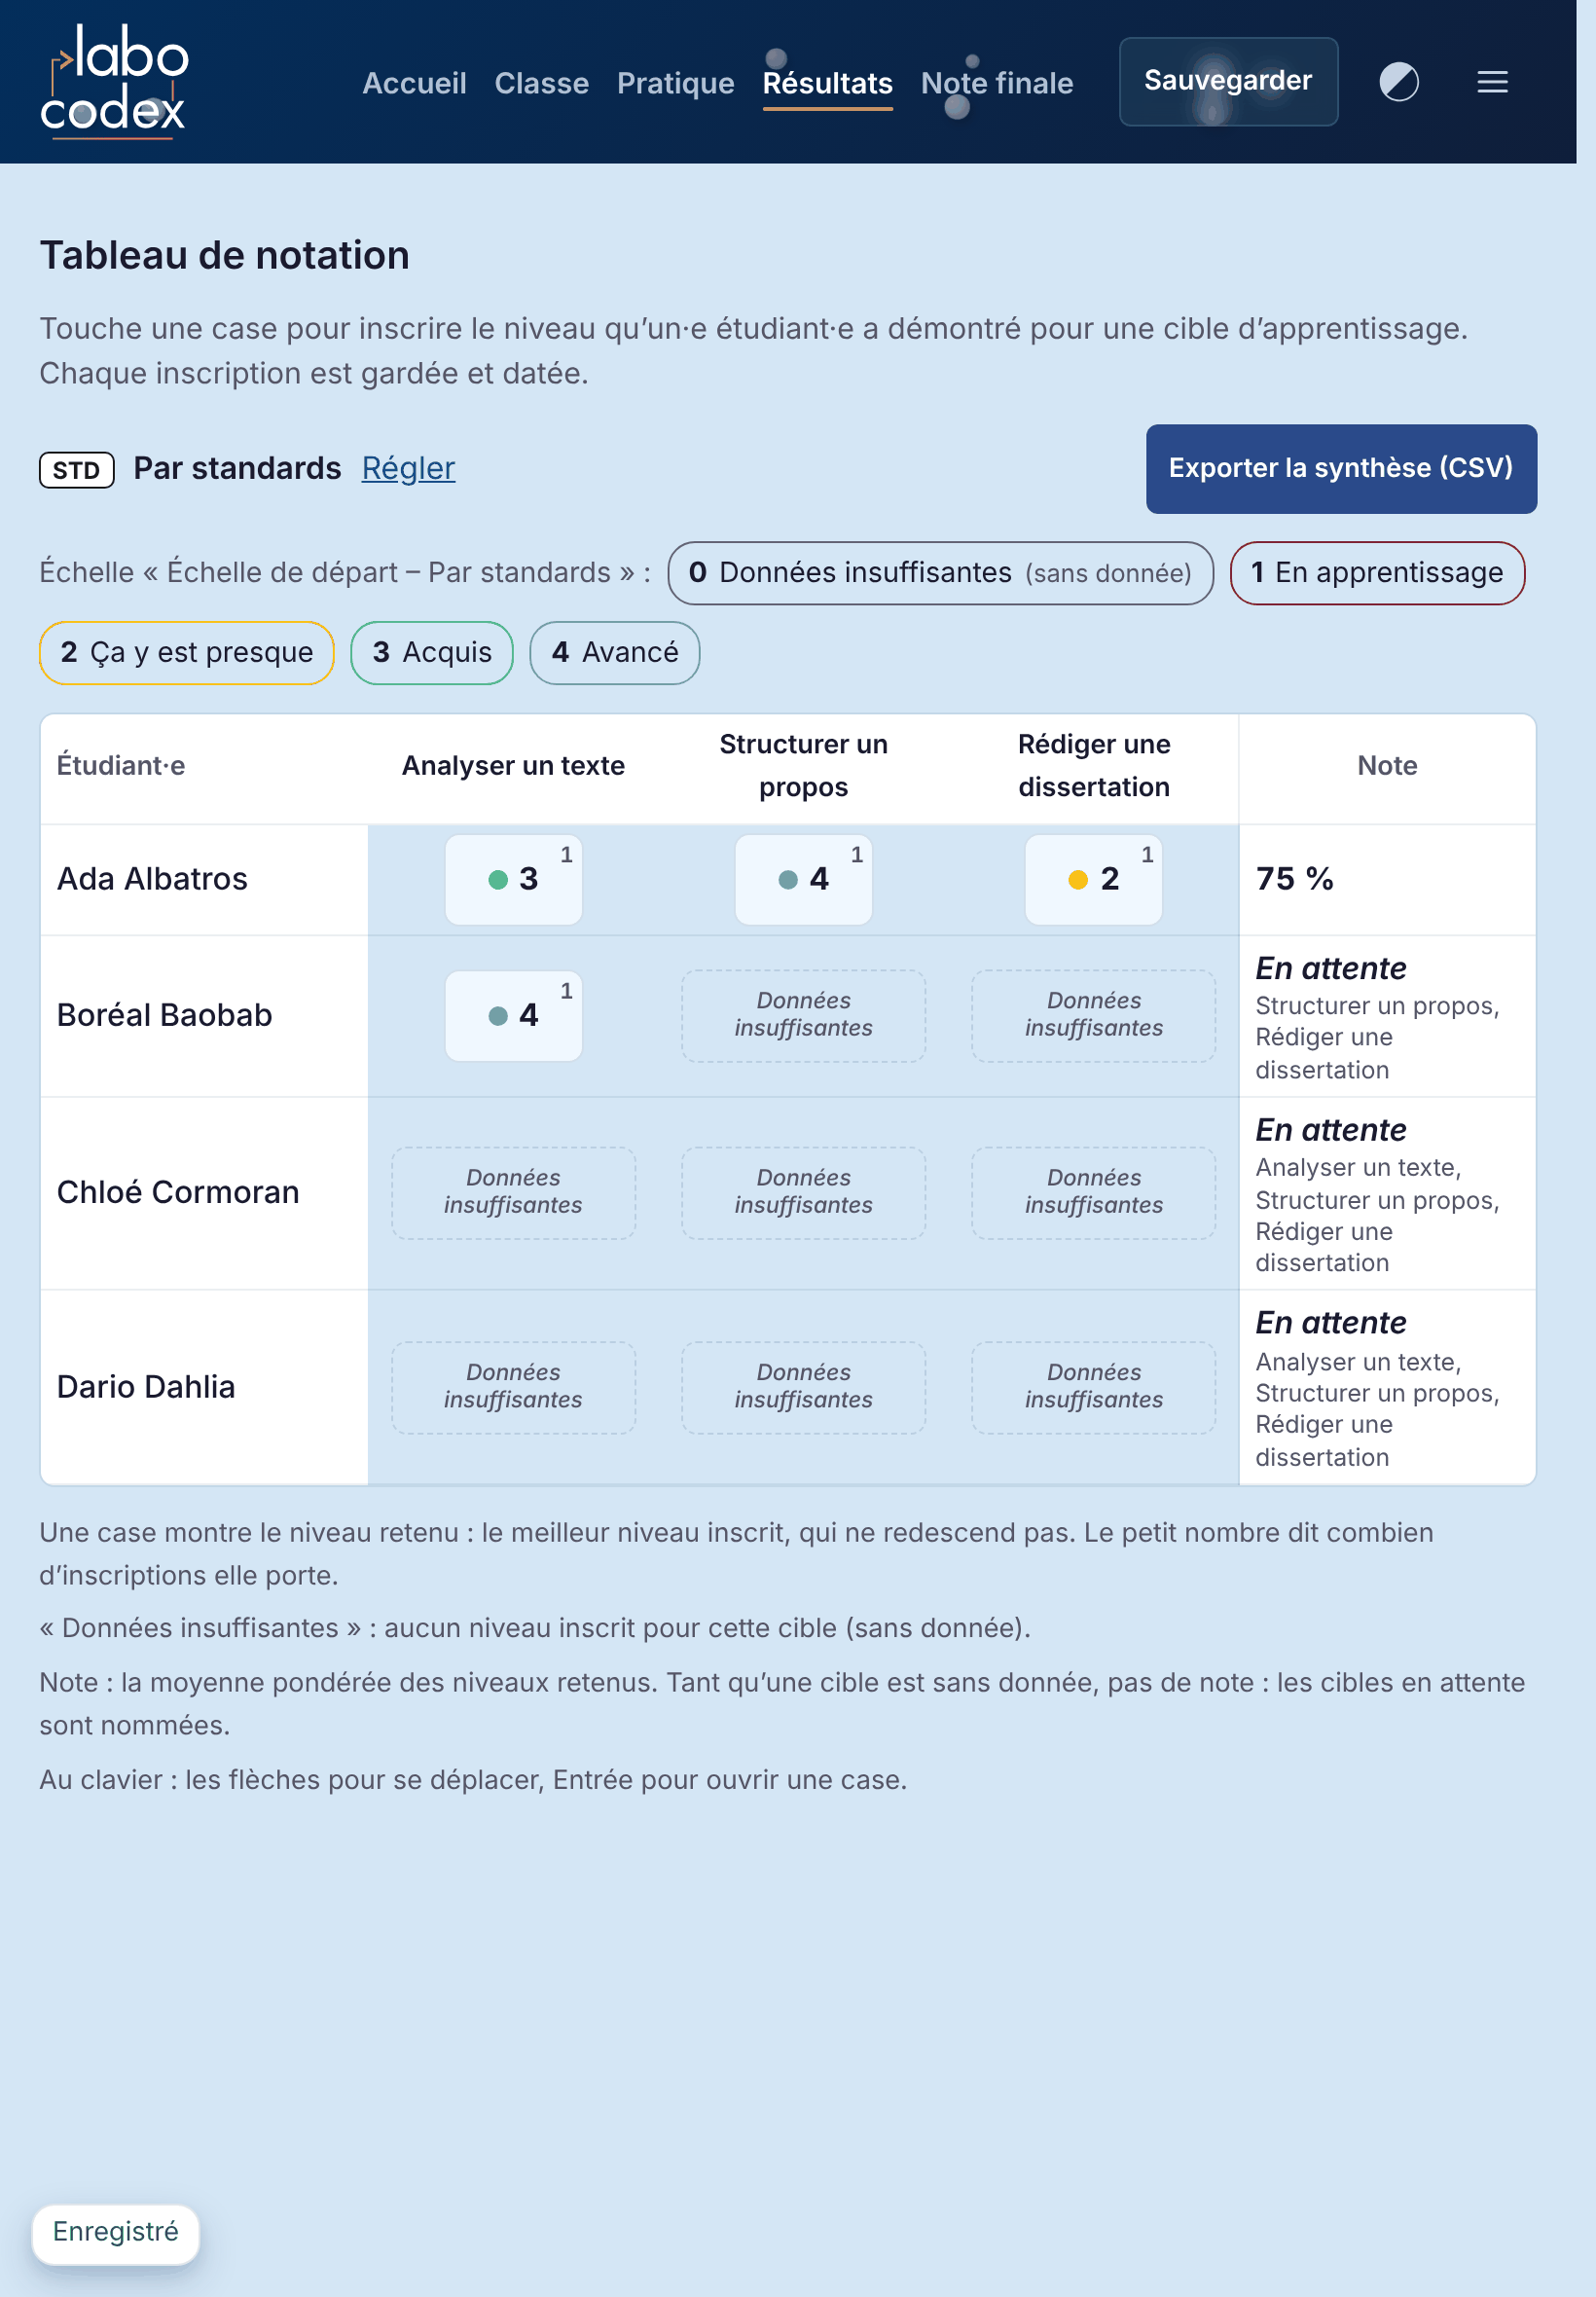 labo
codex
Accueil Classe Pratique Résultats Note finale Sauvegarder
Tableau de notation
Touche une case pour inscrire le niveau qu’un·e étudiant·e a démontré pour une cible d’apprentissage.
Chaque inscription est gardée et datée.
STD Par standards Régler Exporter la synthèse (CSV)
Échelle « Échelle de départ – Par standards » : 0 Données insuffisantes (sans donnée) 1 En apprentissage
2 Ça y est presque 3 Acquis 4 Avancé
Étudiant·e Analyser un texte Structurer un propos Rédiger une dissertation Note
Ada Albatros 3 1 4 1 2 1 75 %
Boréal Baobab 4 1 Données insuffisantes Données insuffisantes En attente
Structurer un propos,
Rédiger une
dissertation
Chloé Cormoran Données insuffisantes Données insuffisantes Données insuffisantes En attente
Analyser un texte,
Structurer un propos,
Rédiger une
dissertation
Dario Dahlia Données insuffisantes Données insuffisantes Données insuffisantes En attente
Analyser un texte,
Structurer un propos,
Rédiger une
dissertation
Une case montre le niveau retenu : le meilleur niveau inscrit, qui ne redescend pas. Le petit nombre dit combien
d’inscriptions elle porte.
« Données insuffisantes » : aucun niveau inscrit pour cette cible (sans donnée).
Note : la moyenne pondérée des niveaux retenus. Tant qu’une cible est sans donnée, pas de note : les cibles en attente
sont nommées.
Au clavier : les flèches pour se déplacer, Entrée pour ouvrir une case.
Enregistré